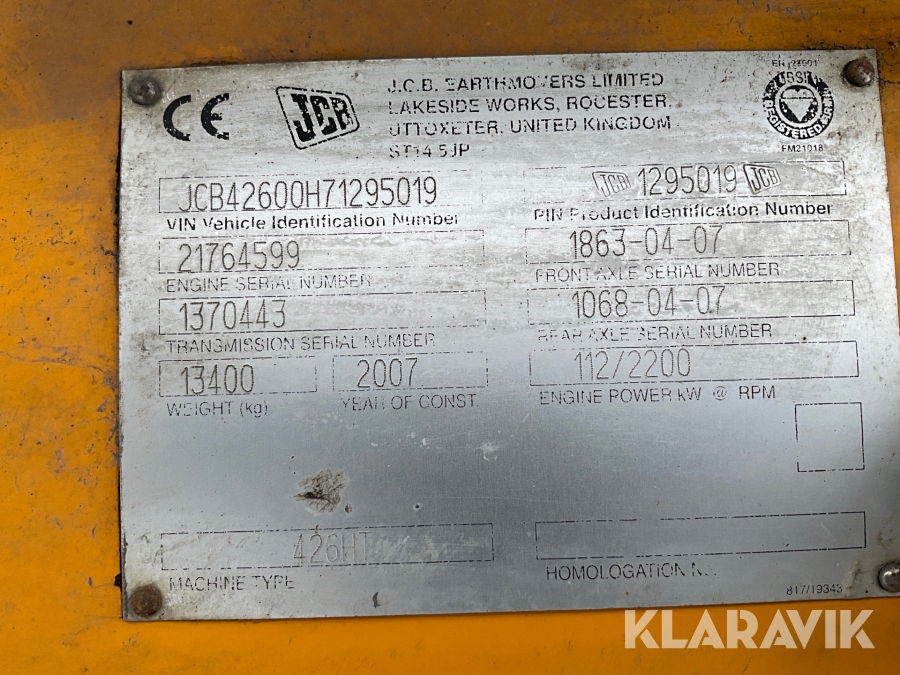 CE
JCB
J.C.B. EARTHMOVERS LIMITED
LAKESIDE WORKS, ROCESTER,
UTTOXETER, UNITED KINGDOM
ST14 5JP
BSI
REGISTERED
FM21018
JCB42600H71295019
VIN Vehicle Identification Number
JCB 1295019 JCB
PIN Product Identification Number
21764599
ENGINE SERIAL NUMBER
1863-04-07
FRONT AXLE SERIAL NUMBER
1370443
TRANSMISSION SERIAL NUMBER
1068-04-07
REAR AXLE SERIAL NUMBER
13400
WEIGHT (kg)
2007
YEAR OF CONST.
112/2200
ENGINE POWER kW @ RPM
MACHINE TYPE
HOMOLOGATION
817/19343
KLARAVIK